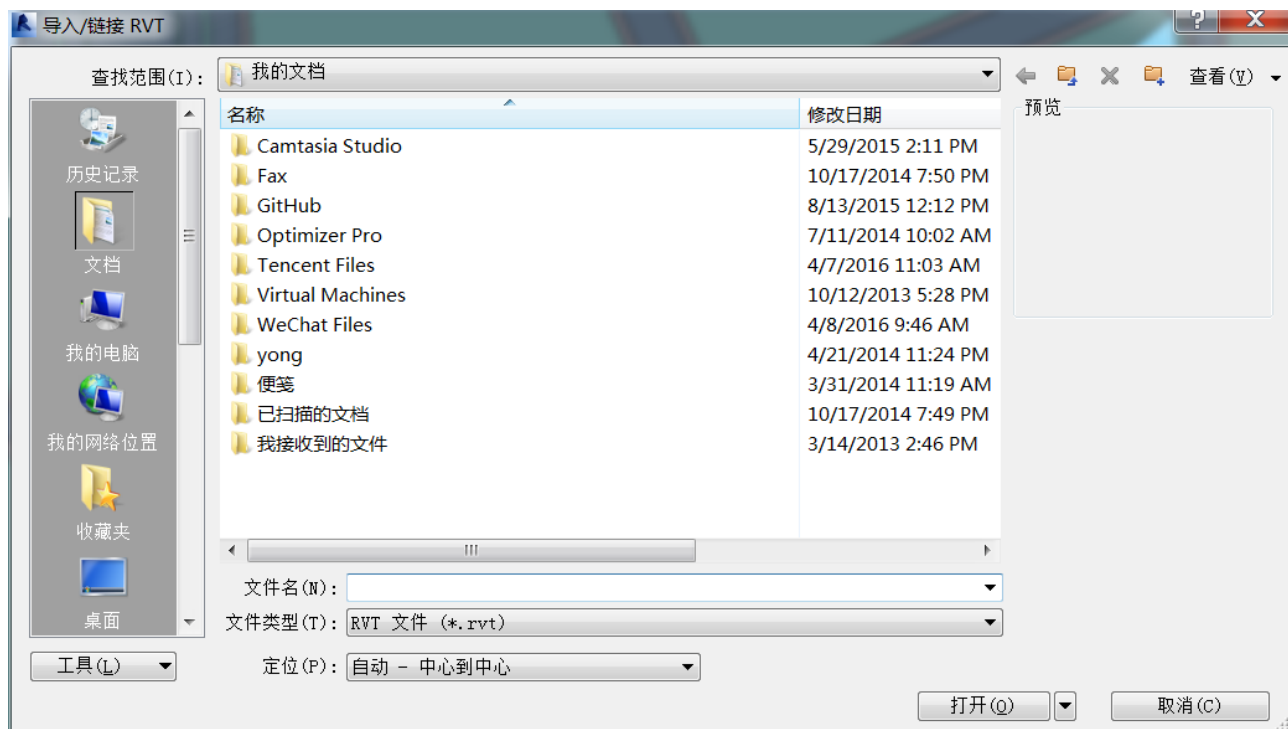 导入/链接 RVT
查找范围(I):
我的文档
查看(V)
历史记录
文档
我的电脑
我的网络位置
收藏夹
桌面
名称 修改日期
Camtasia Studio 5/29/2015 2:11 PM
Fax 10/17/2014 7:50 PM
GitHub 8/13/2015 12:12 PM
Optimizer Pro 7/11/2014 10:02 AM
Tencent Files 4/7/2016 11:03 AM
Virtual Machines 10/12/2013 5:28 PM
WeChat Files 4/8/2016 9:46 AM
yong 4/21/2014 11:24 PM
便笺 3/31/2014 11:19 AM
已扫描的文档 10/17/2014 7:49 PM
我接收到的文件 3/14/2013 2:46 PM
预览
文件名(N):
文件类型(T): RVT 文件 (*.rvt)
工具(L)
定位(P): 自动 - 中心到中心
打开(O)
取消(C)